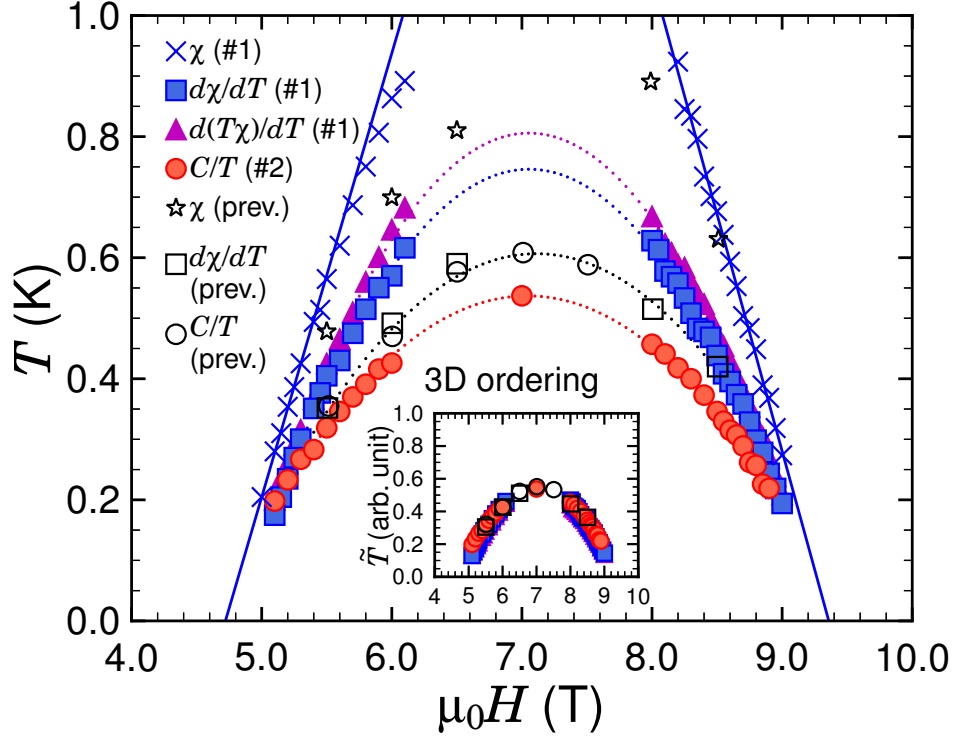 1.0
0.8
0.6
0.4
0.2
0.0
T (K)
χ (#1)
dχ/dT (#1)
d(Tχ)/dT (#1)
C/T (#2)
χ (prev.)
dχ/dT
(prev.)
C/T
(prev.)
3D ordering
1.0
0.8
0.6
0.4
0.2
0.0
T̃ (arb. unit)
4 5 6 7 8 9 10
4.0 5.0 6.0 7.0 8.0 9.0 10.0
μ₀H (T)